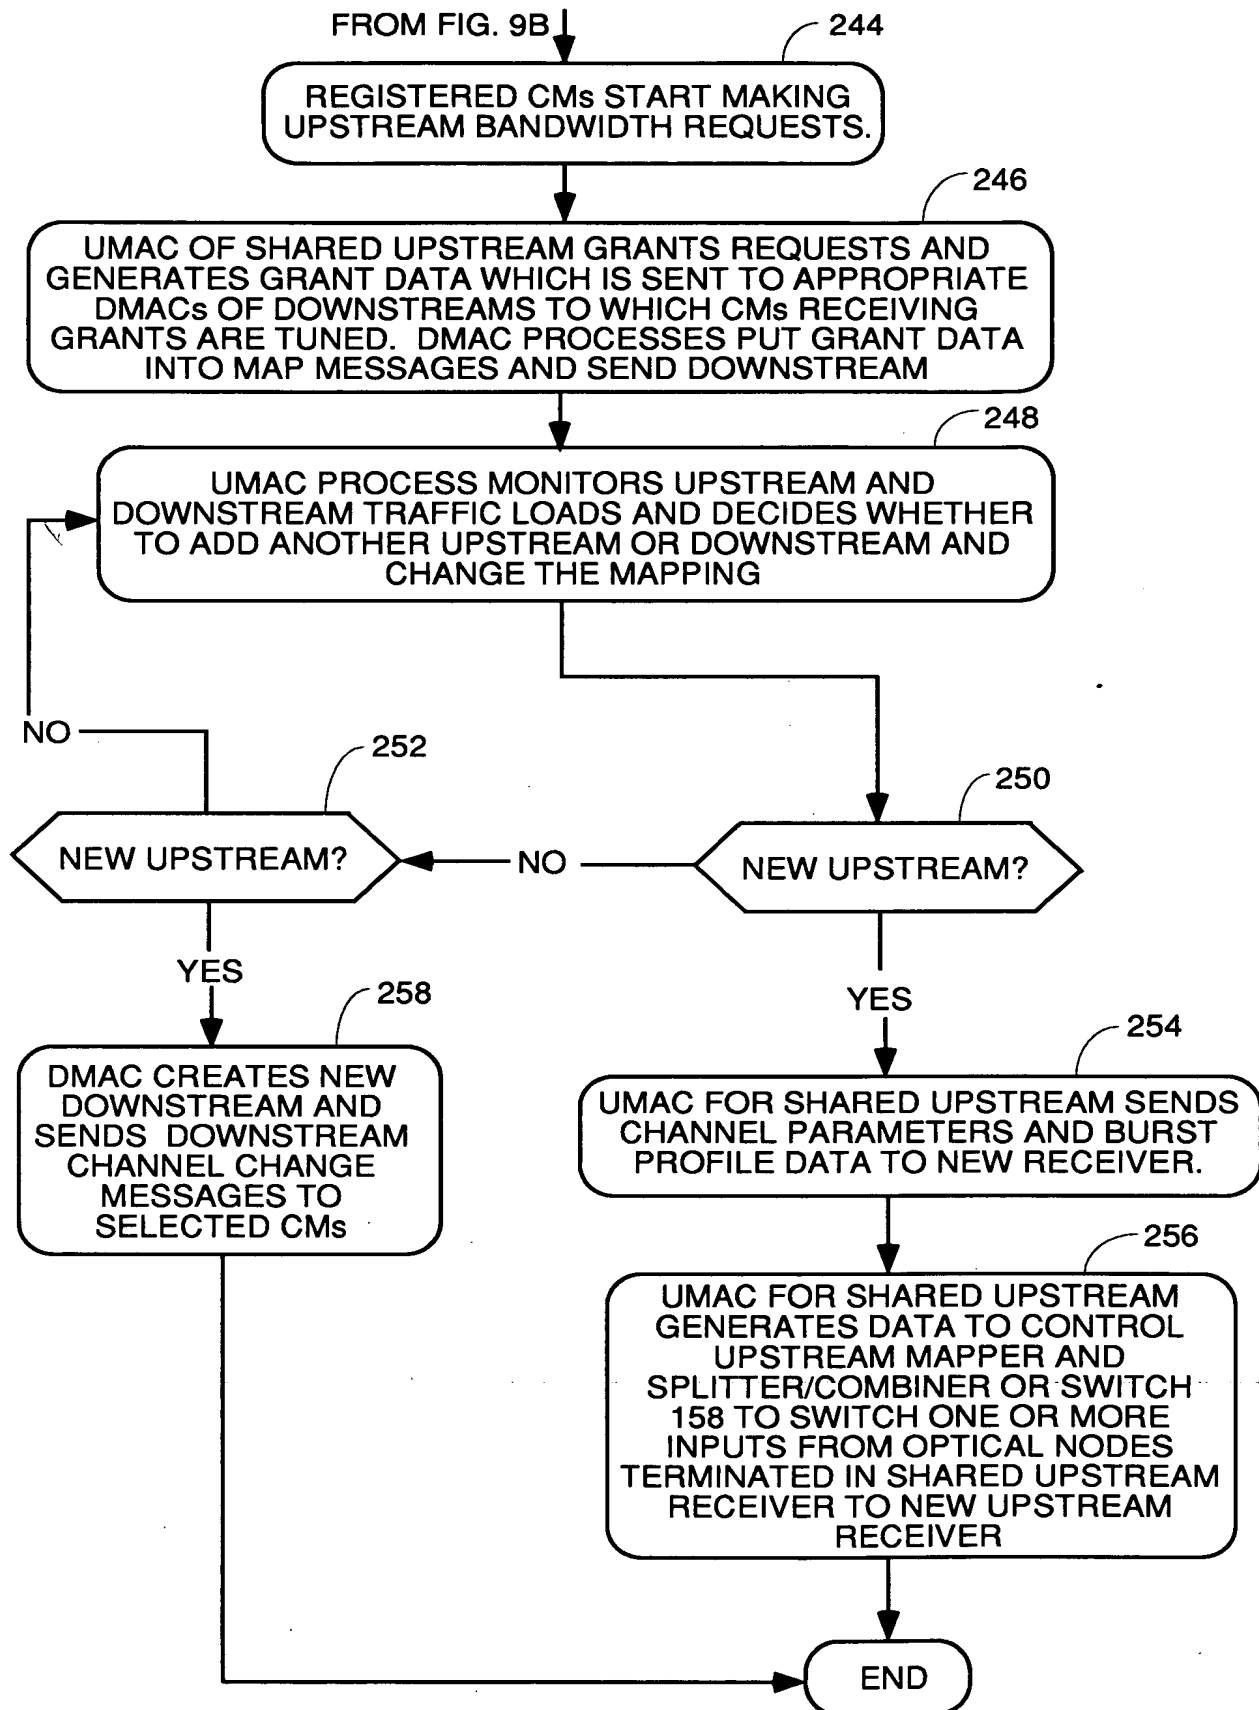 FROM FIG. 9B
244
REGISTERED CMs START MAKING
UPSTREAM BANDWIDTH REQUESTS.
246
UMAC OF SHARED UPSTREAM GRANTS REQUESTS AND
GENERATES GRANT DATA WHICH IS SENT TO APPROPRIATE
DMACs OF DOWNSTREAMS TO WHICH CMs RECEIVING
GRANTS ARE TUNED. DMAC PROCESSES PUT GRANT DATA
INTO MAP MESSAGES AND SEND DOWNSTREAM
248
UMAC PROCESS MONITORS UPSTREAM AND
DOWNSTREAM TRAFFIC LOADS AND DECIDES WHETHER
TO ADD ANOTHER UPSTREAM OR DOWNSTREAM AND
CHANGE THE MAPPING
NO
252
250
NEW UPSTREAM?
NO
NEW UPSTREAM?
YES
YES
258
DMAC CREATES NEW
DOWNSTREAM AND
SENDS DOWNSTREAM
CHANNEL CHANGE
MESSAGES TO
SELECTED CMs
254
UMAC FOR SHARED UPSTREAM SENDS
CHANNEL PARAMETERS AND BURST
PROFILE DATA TO NEW RECEIVER.
256
UMAC FOR SHARED UPSTREAM
GENERATES DATA TO CONTROL
UPSTREAM MAPPER AND
SPLITTER/COMBINER OR SWITCH
158 TO SWITCH ONE OR MORE
INPUTS FROM OPTICAL NODES
TERMINATED IN SHARED UPSTREAM
RECEIVER TO NEW UPSTREAM
RECEIVER
END